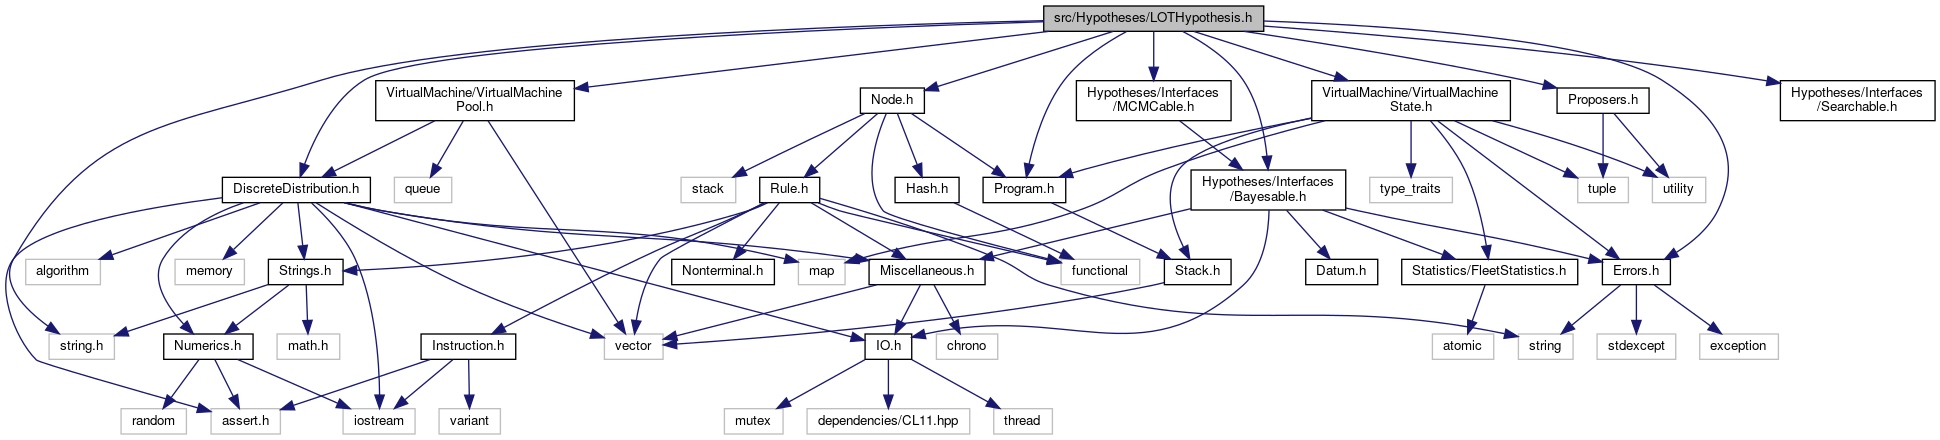 src/Hypotheses/LOTHypothesis.h
VirtualMachine/VirtualMachine
Pool.h
Node.h
Hypotheses/Interfaces
/MCMCable.h
VirtualMachine/VirtualMachine
State.h
Proposers.h
Hypotheses/Interfaces
/Searchable.h
DiscreteDistribution.h
queue
stack
Rule.h
Hash.h
Program.h
Hypotheses/Interfaces
/Bayesable.h
type_traits
tuple
utility
algorithm
memory
Strings.h
Nonterminal.h
map
Miscellaneous.h
functional
Stack.h
Datum.h
Statistics/FleetStatistics.h
Errors.h
string.h
Numerics.h
math.h
Instruction.h
vector
IO.h
chrono
atomic
string
stdexcept
exception
random
assert.h
iostream
variant
mutex
dependencies/CL11.hpp
thread